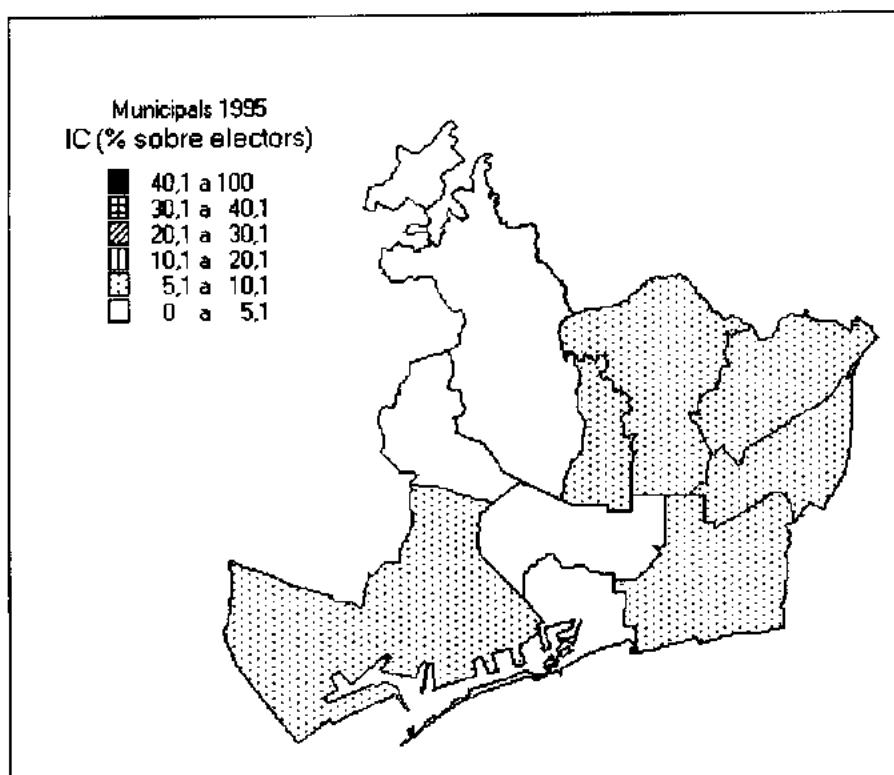 Municipals 1995
IC (% sobre electors)
40,1 a 100
30,1 a 40,1
20,1 a 30,1
10,1 a 20,1
5,1 a 10,1
0 a 5,1